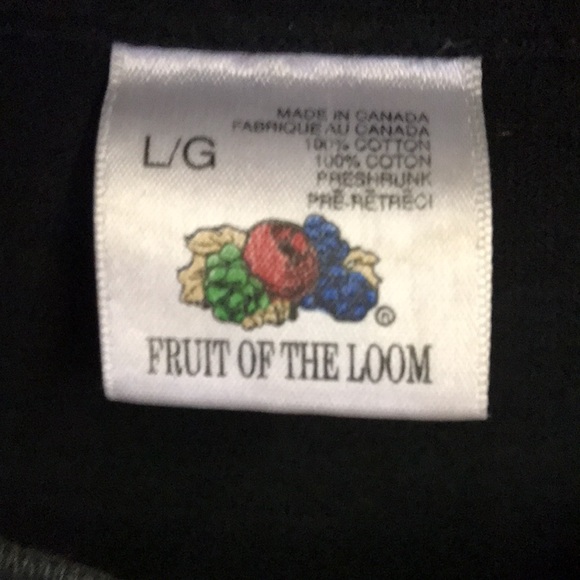 L/G
MADE IN CANADA
FABRIQUE AU CANADA
100% COTTON
100% COTON
PRESHRUNK
PRÉ-RÉTRÉCI
®
FRUIT OF THE LOOM